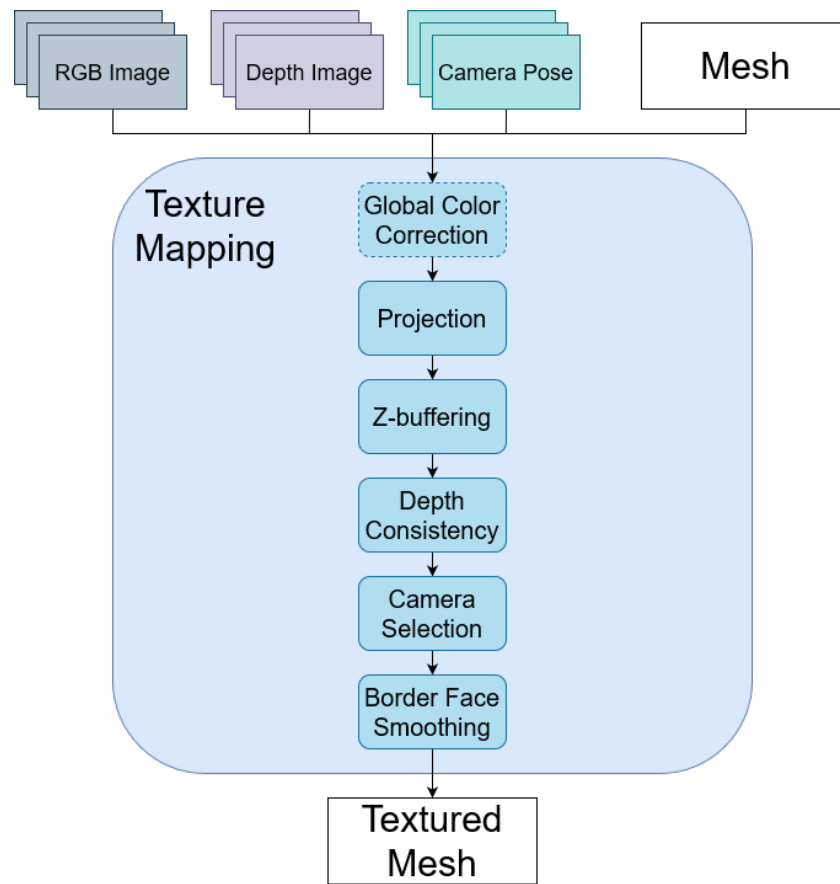 RGB Image
Depth Image
Camera Pose
Mesh
Texture
Mapping
Global Color
Correction
Projection
Z-buffering
Depth
Consistency
Camera
Selection
Border Face
Smoothing
Textured
Mesh